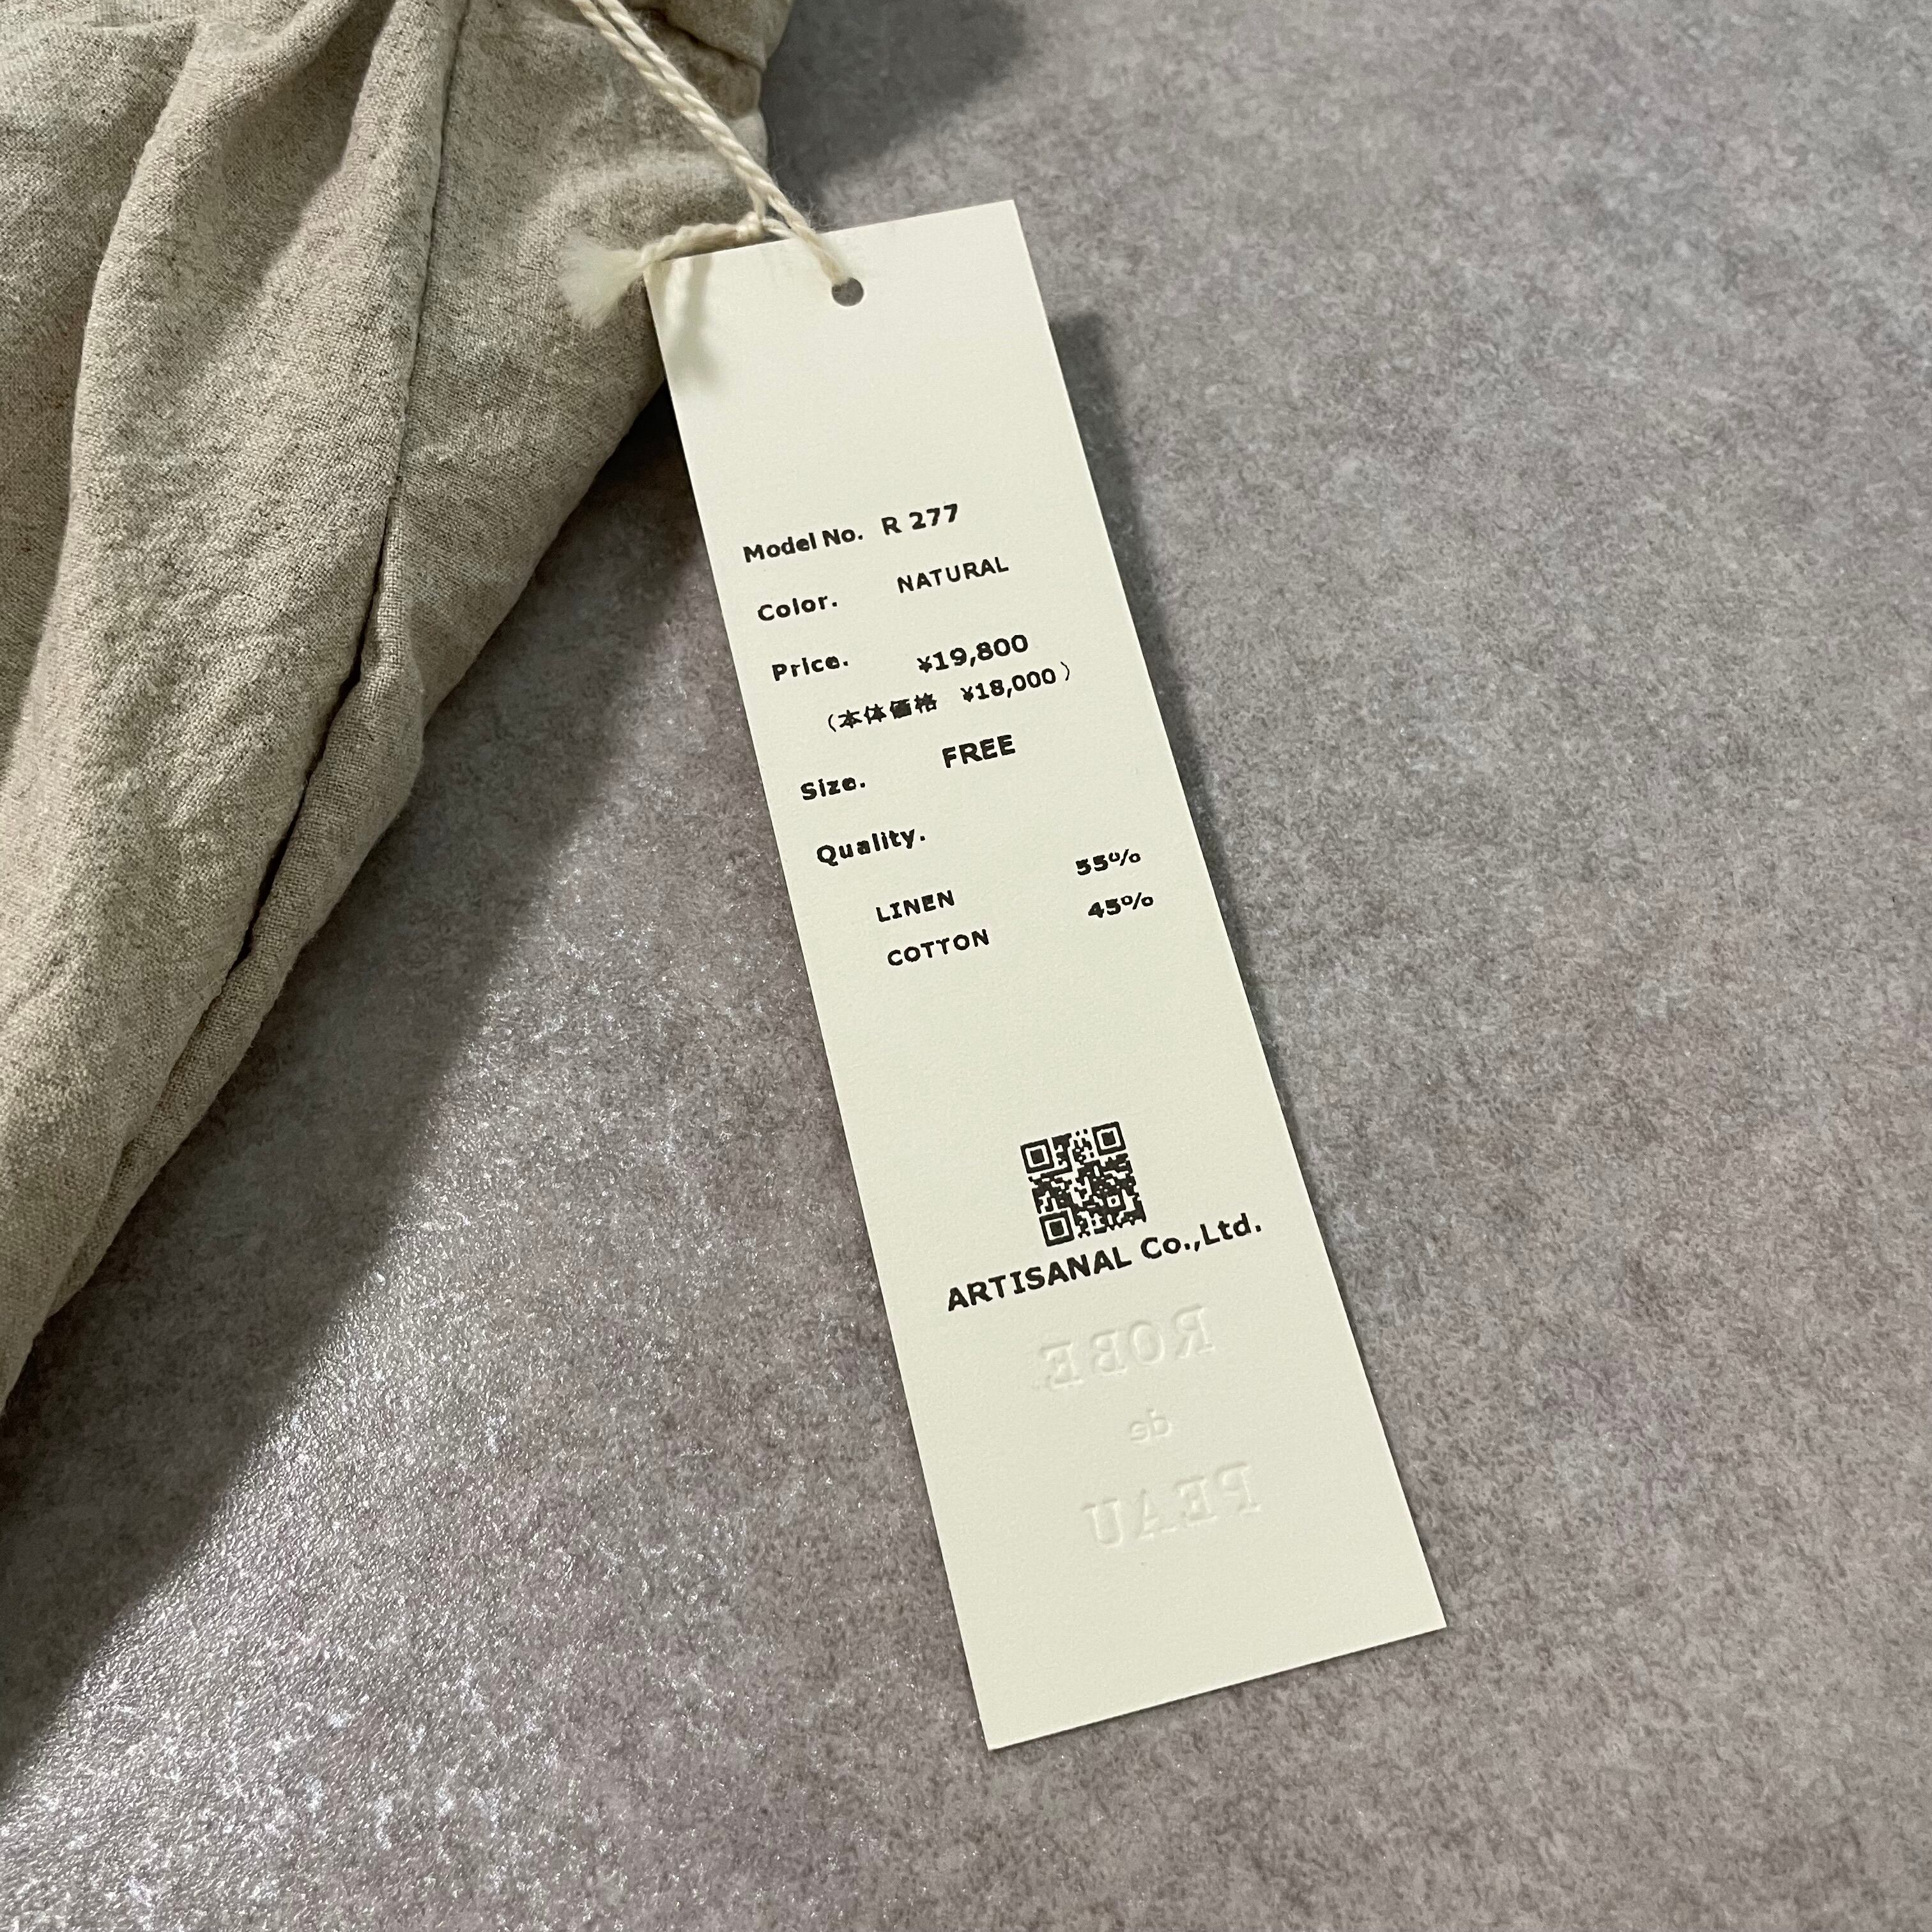 Model No. R 277
Color. NATURAL
Price. ¥19,800
(本体価格 ¥18,000)
Size. FREE
Quality.
LINEN 55%
COTTON 45%
ARTISANAL Co.,Ltd.
ROBE
de
PEAU